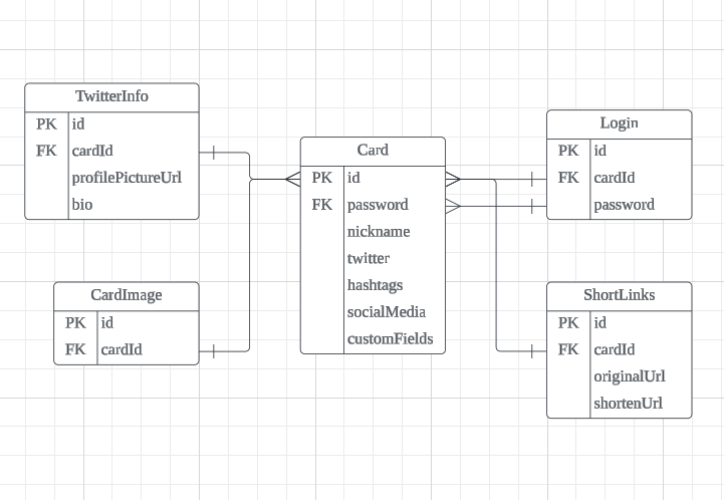 TwitterInfo
PK id
FK cardId
profilePictureUrl
bio
CardImage
PK id
FK cardId
Card
PK id
FK password
nickname
twitter
hashtags
socialMedia
customFields
Login
PK id
FK cardId
password
ShortLinks
PK id
FK cardId
originalUrl
shortenUrl